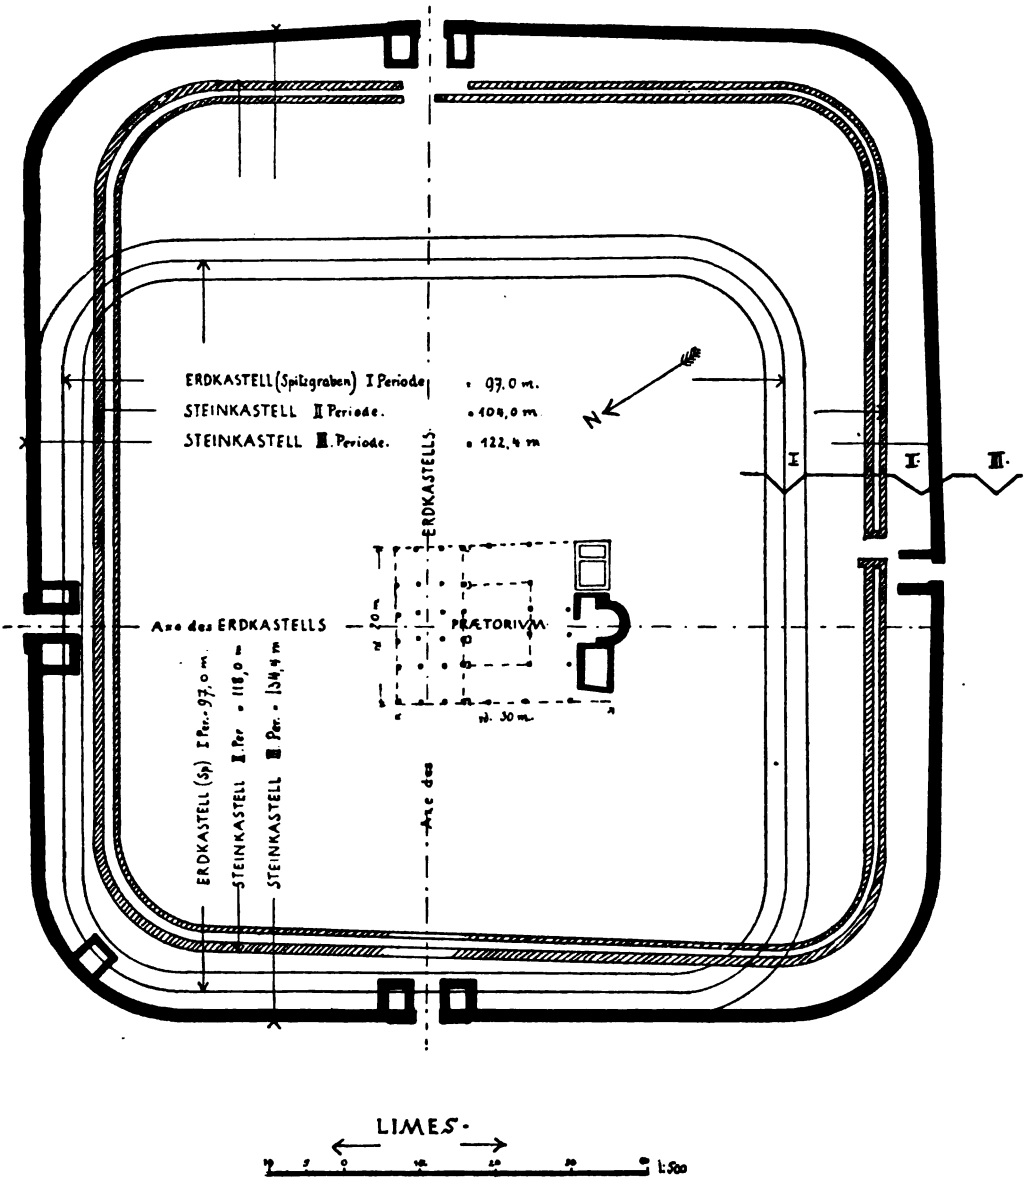 ERDKASTELL (Spitzgraben) I Periode = 97,0 m.
STEINKASTELL II Periode. = 104,0 m.
STEINKASTELL III. Periode. = 122,4 m
N
I
II.
III.
ERDKASTELLS.
Axe des ERDKASTELLS
PRÆTORIUM.
20 m.
30 m.
ERDKASTELL (Sp) I Per. = 97,0 m.
STEINKASTELL II. Per = 118,0 m
STEINKASTELL III. Per. = 134,4 m
Axe des
LIMES.
10 5 0 10 20 30 40 1:500